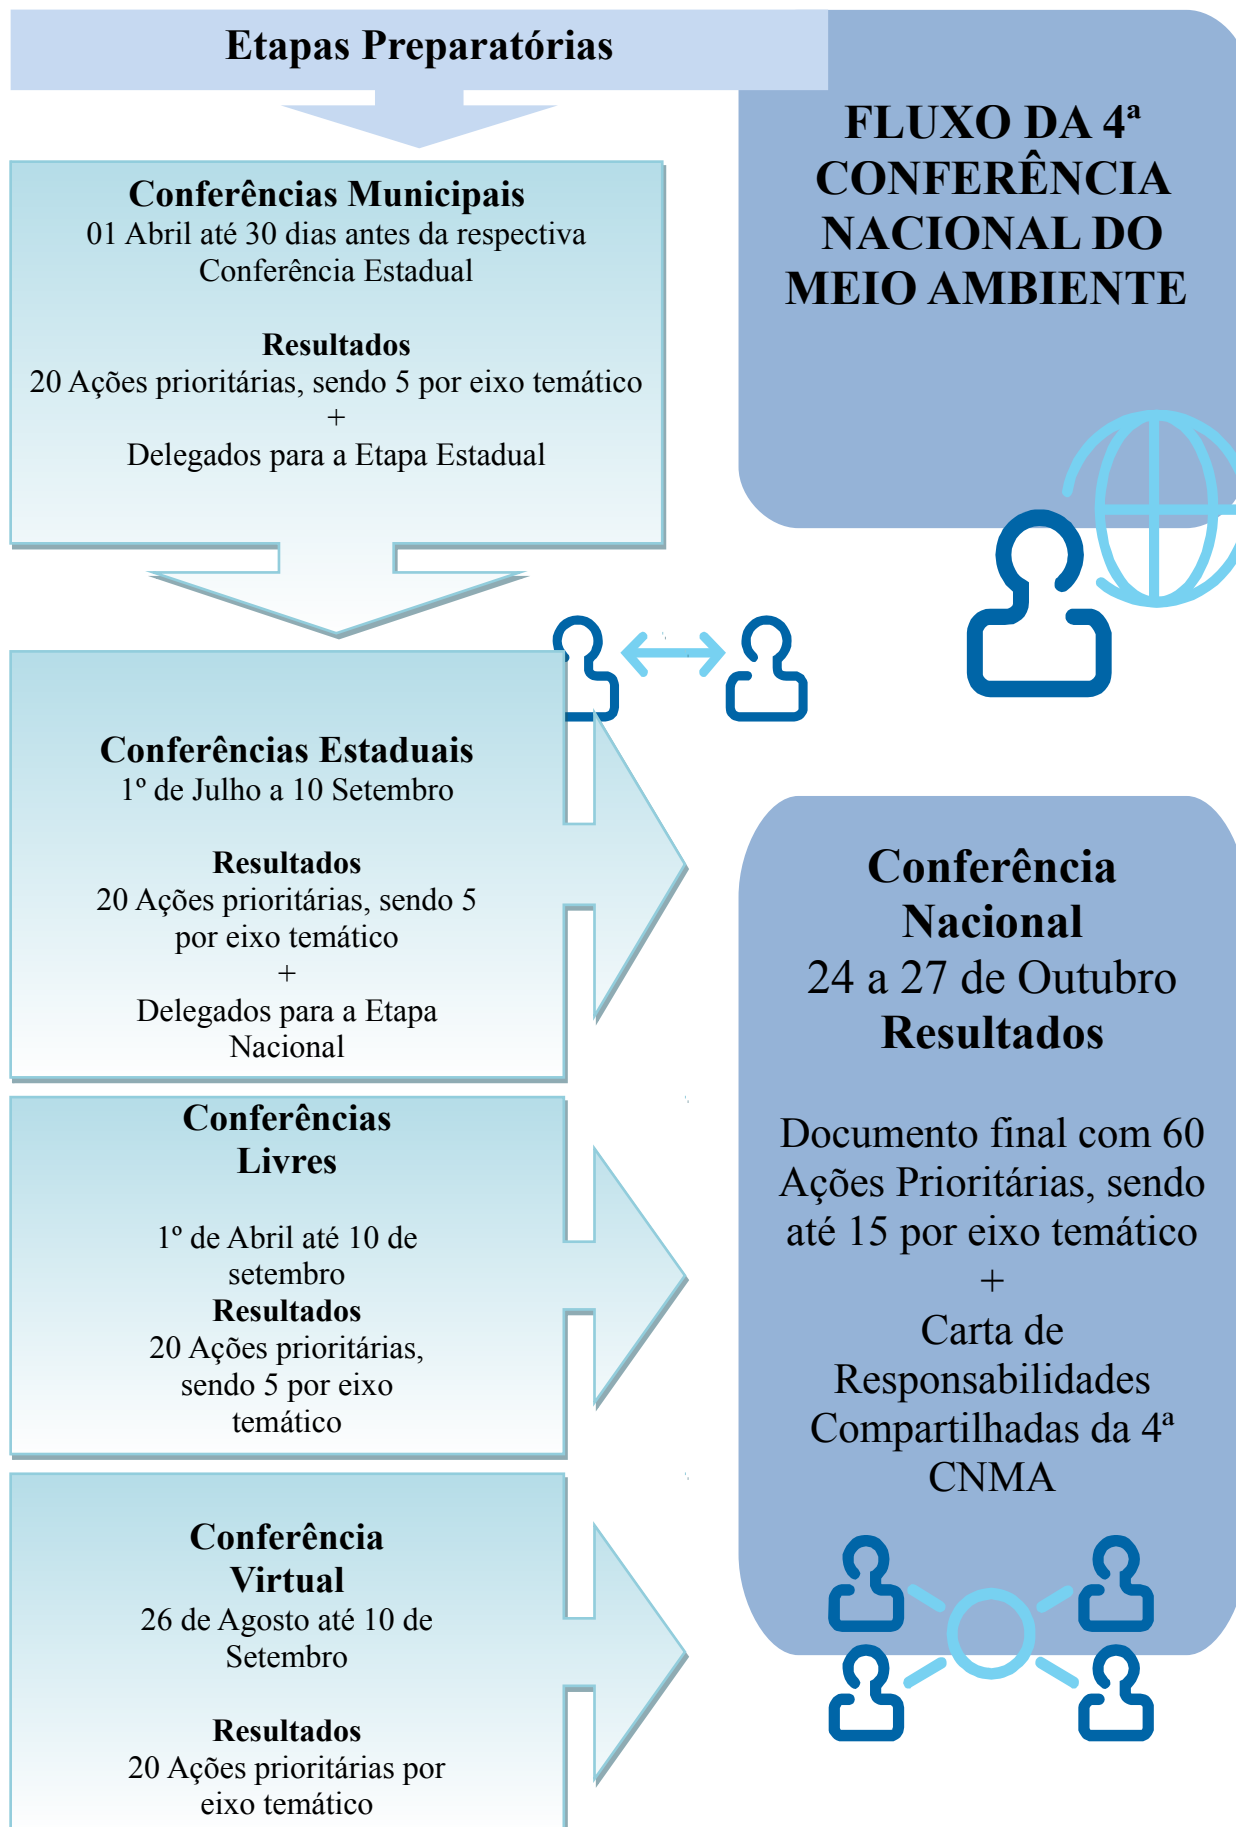 Etapas Preparatórias
FLUXO DA 4ª
CONFERÊNCIA
NACIONAL DO
MEIO AMBIENTE
Conferências Municipais
01 Abril até 30 dias antes da respectiva
Conferência Estadual
Resultados
20 Ações prioritárias, sendo 5 por eixo temático
+
Delegados para a Etapa Estadual
Conferências Estaduais
1º de Julho a 10 Setembro
Resultados
20 Ações prioritárias, sendo 5
por eixo temático
+
Delegados para a Etapa
Nacional
Conferências
Livres
1º de Abril até 10 de
setembro
Resultados
20 Ações prioritárias,
sendo 5 por eixo
temático
Conferência
Virtual
26 de Agosto até 10 de
Setembro
Resultados
20 Ações prioritárias por
eixo temático
Conferência
Nacional
24 a 27 de Outubro
Resultados
Documento final com 60
Ações Prioritárias, sendo
até 15 por eixo temático
+
Carta de
Responsabilidades
Compartilhadas da 4ª
CNMA